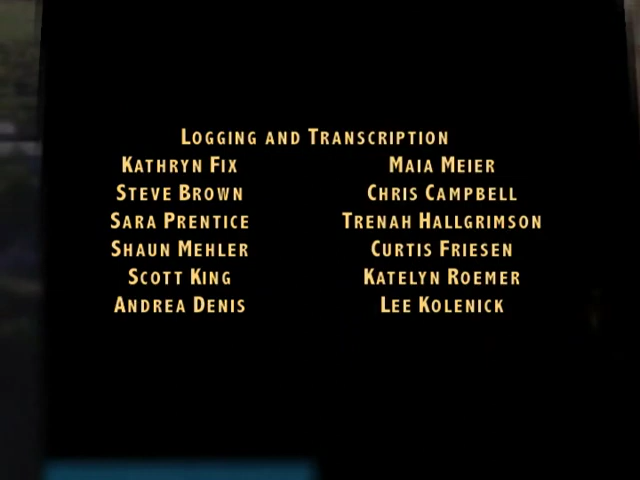 Logging and Transcription
Kathryn Fix Maia Meier
Steve Brown Chris Campbell
Sara Prentice Trenah Hallgrimson
Shaun Mehler Curtis Friesen
Scott King Katelyn Roemer
Andrea Denis Lee Kolenick